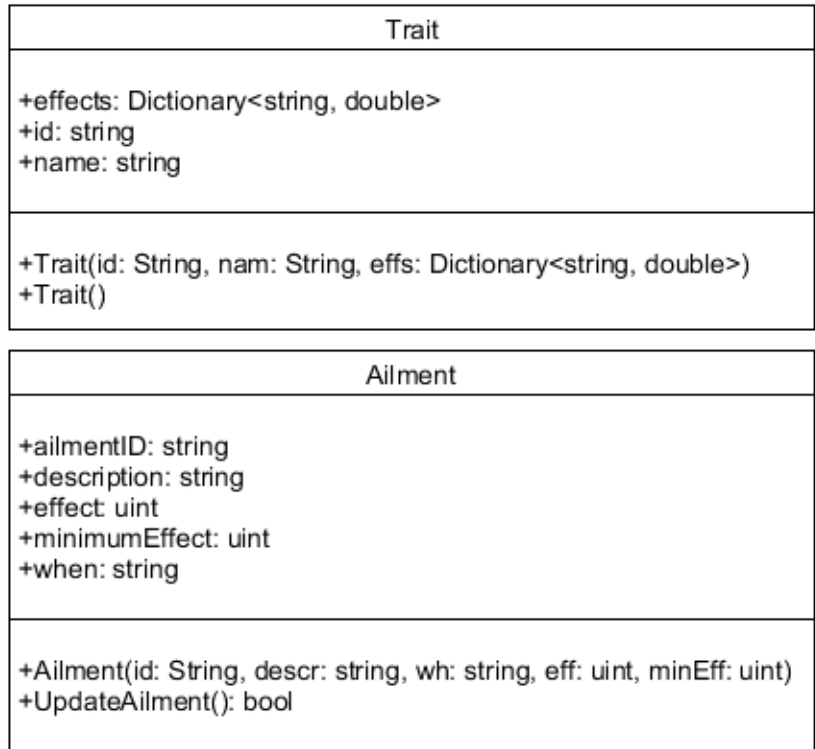 Trait
+effects: Dictionary<string, double>
+id: string
+name: string
+Trait(id: String, nam: String, effs: Dictionary<string, double>)
+Trait()
Ailment
+ailmentID: string
+description: string
+effect: uint
+minimumEffect: uint
+when: string
+Ailment(id: String, descr: string, wh: string, eff: uint, minEff: uint)
+UpdateAilment(): bool